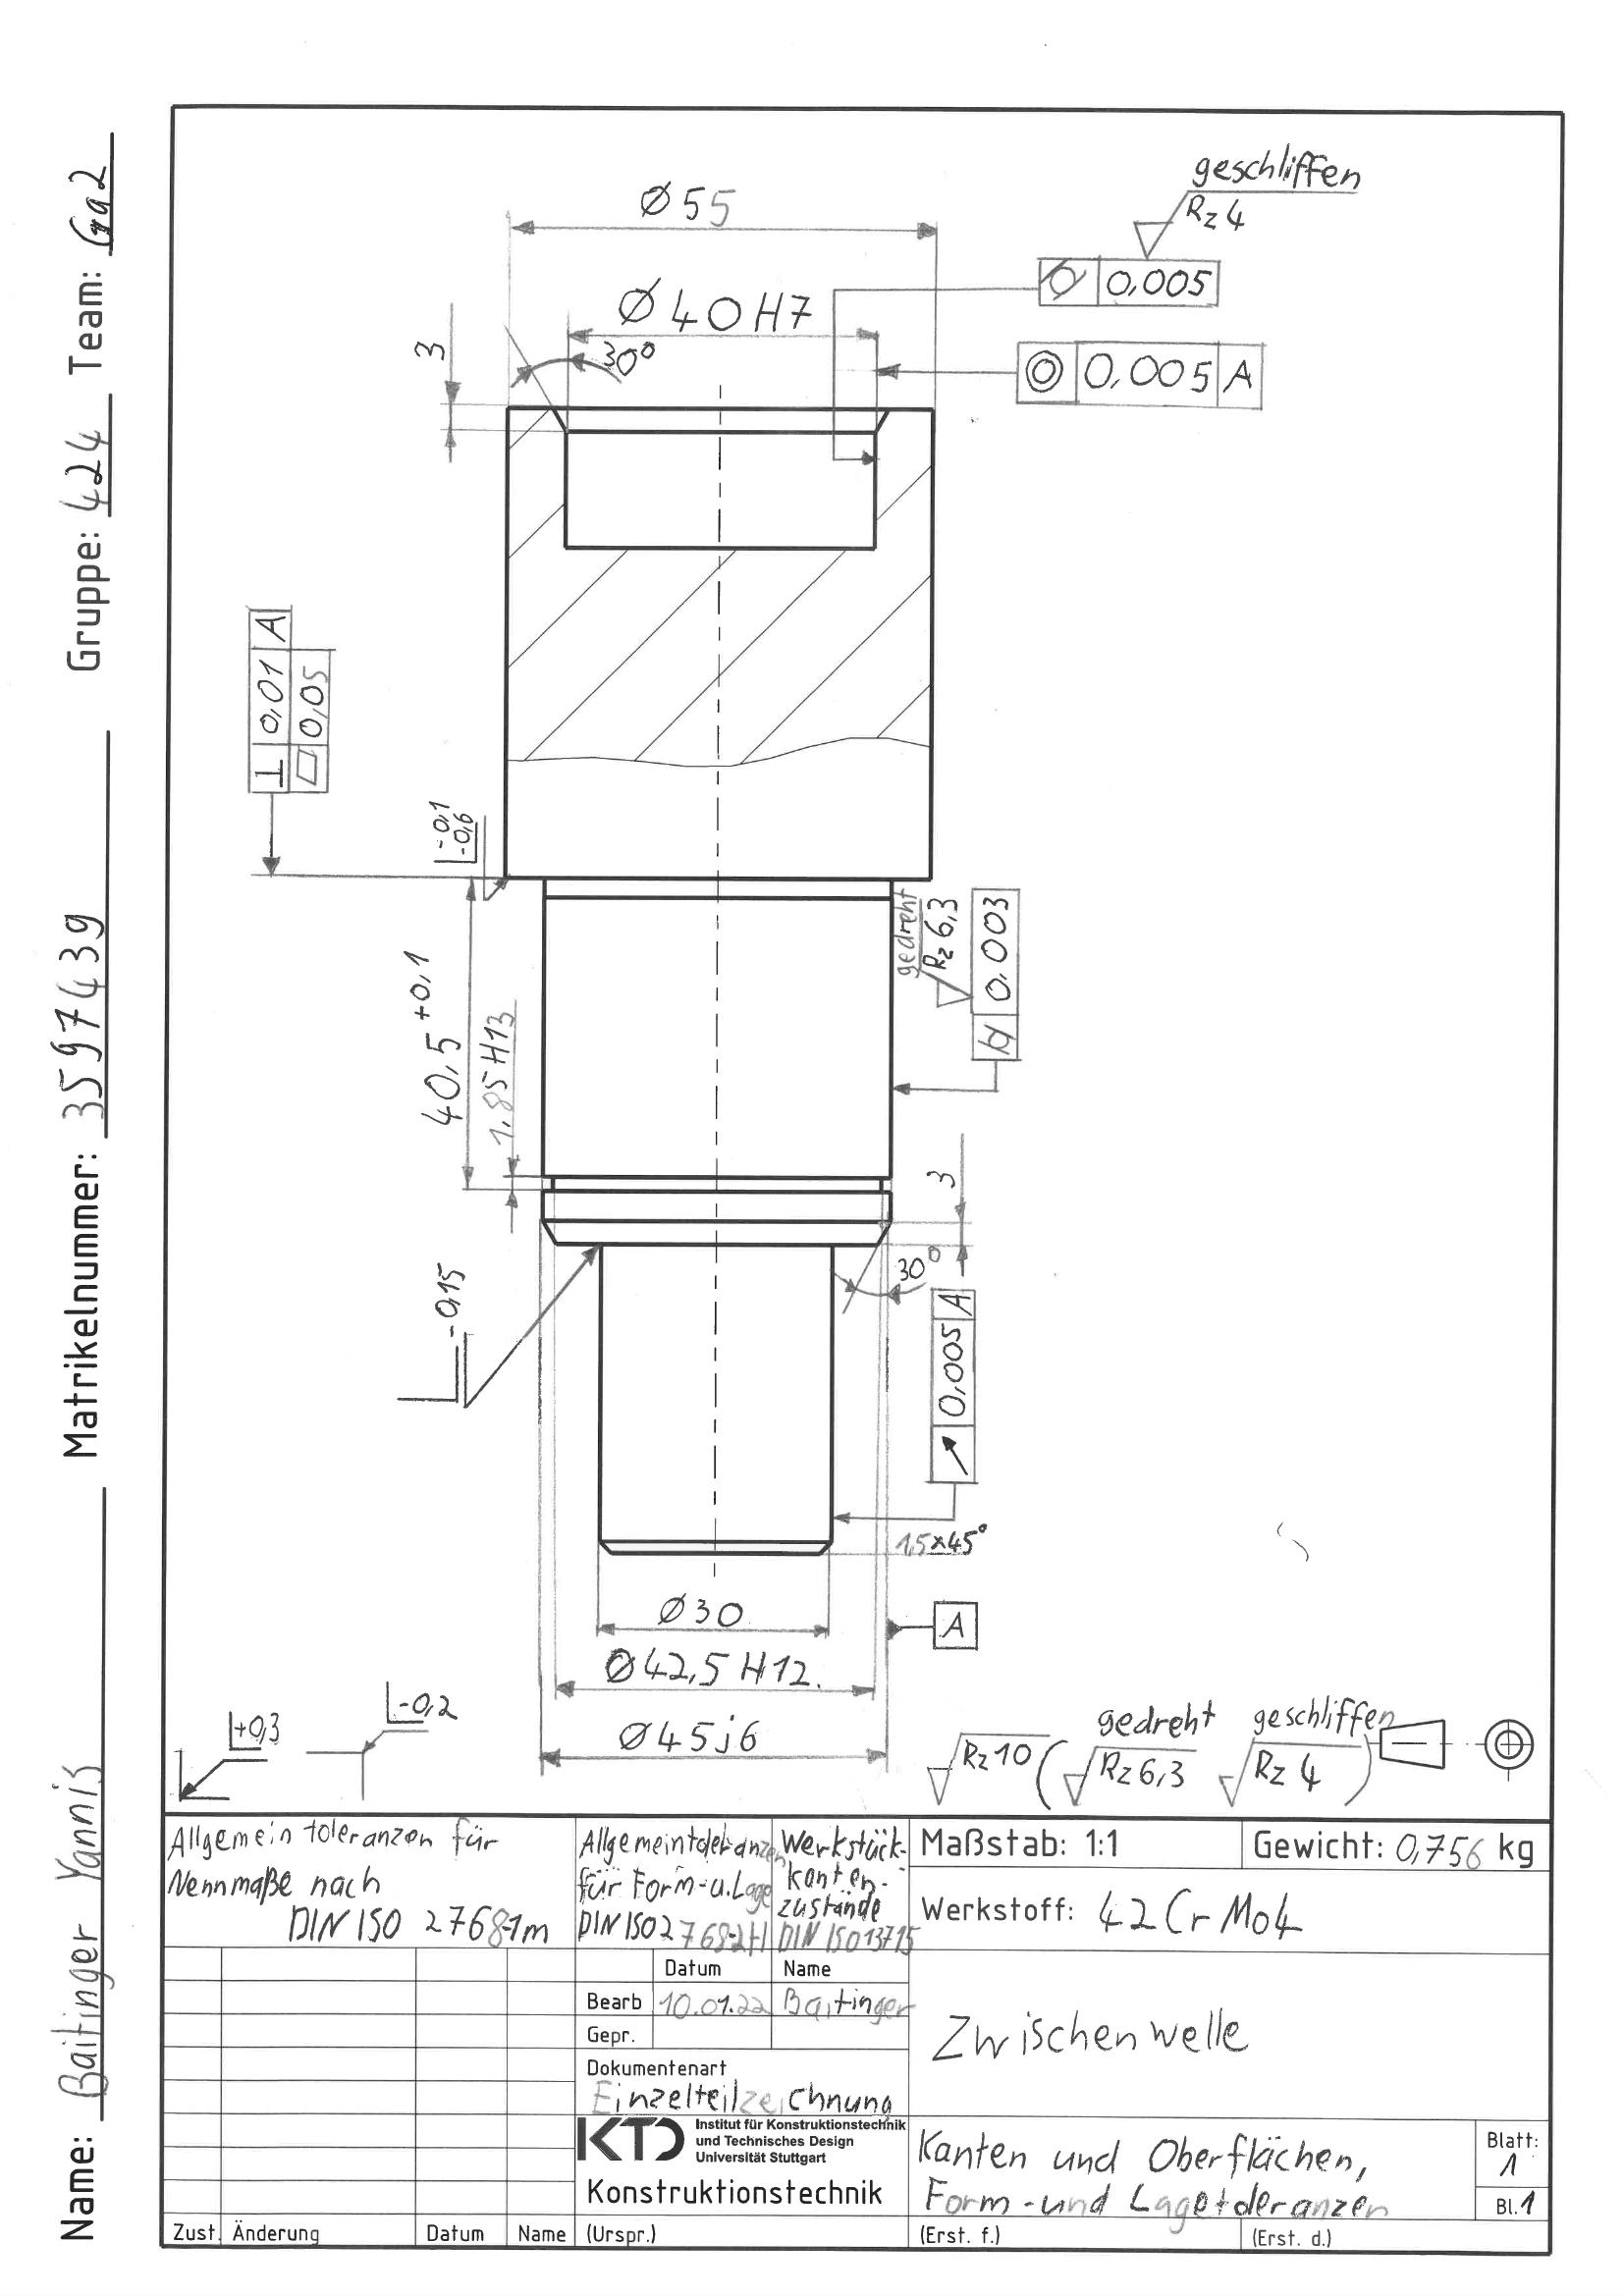 Name: Baitinger Yannis Matrikelnummer: 3597439 Gruppe: 424 Team: Gg2
geschliffen
Rz 4
Ø55
0,005
Ø40H7
3
30°
0,005 A
0,01 A
0,05
-0,1
-0,6
gedreht
Rz 6,3
0,003
40,5 +0,1
1,85 H13
3
30°
-0,15
0,005 A
1,5×45°
Ø30
A
Ø42,5 H12
Ø45j6
+0,3
-0,2
Rz 10 ( gedreht Rz 6,3 geschliffen Rz 4 )
Allgemeintoleranzen für
Nennmaße nach
DIN ISO 2768-1m
Allgemeintoleranzen
für Form-u.Lage
DIN ISO 2768-2H
Werkstück-
kanten-
zustände
DIN ISO 13715
Maßstab: 1:1
Gewicht: 0,756 kg
Werkstoff: 42CrMo4
Datum Name
Bearb 10.01.22 Baitinger
Gepr.
Zwischenwelle
Dokumentenart
Einzelteilzeichnung
KTD Institut für Konstruktionstechnik
und Technisches Design
Universität Stuttgart
Konstruktionstechnik
Kanten und Oberflächen,
Form-und Lagetoleranzen
Blatt:
1
Bl.1
Zust. Änderung Datum Name (Urspr.) (Erst. f.) (Erst. d.)